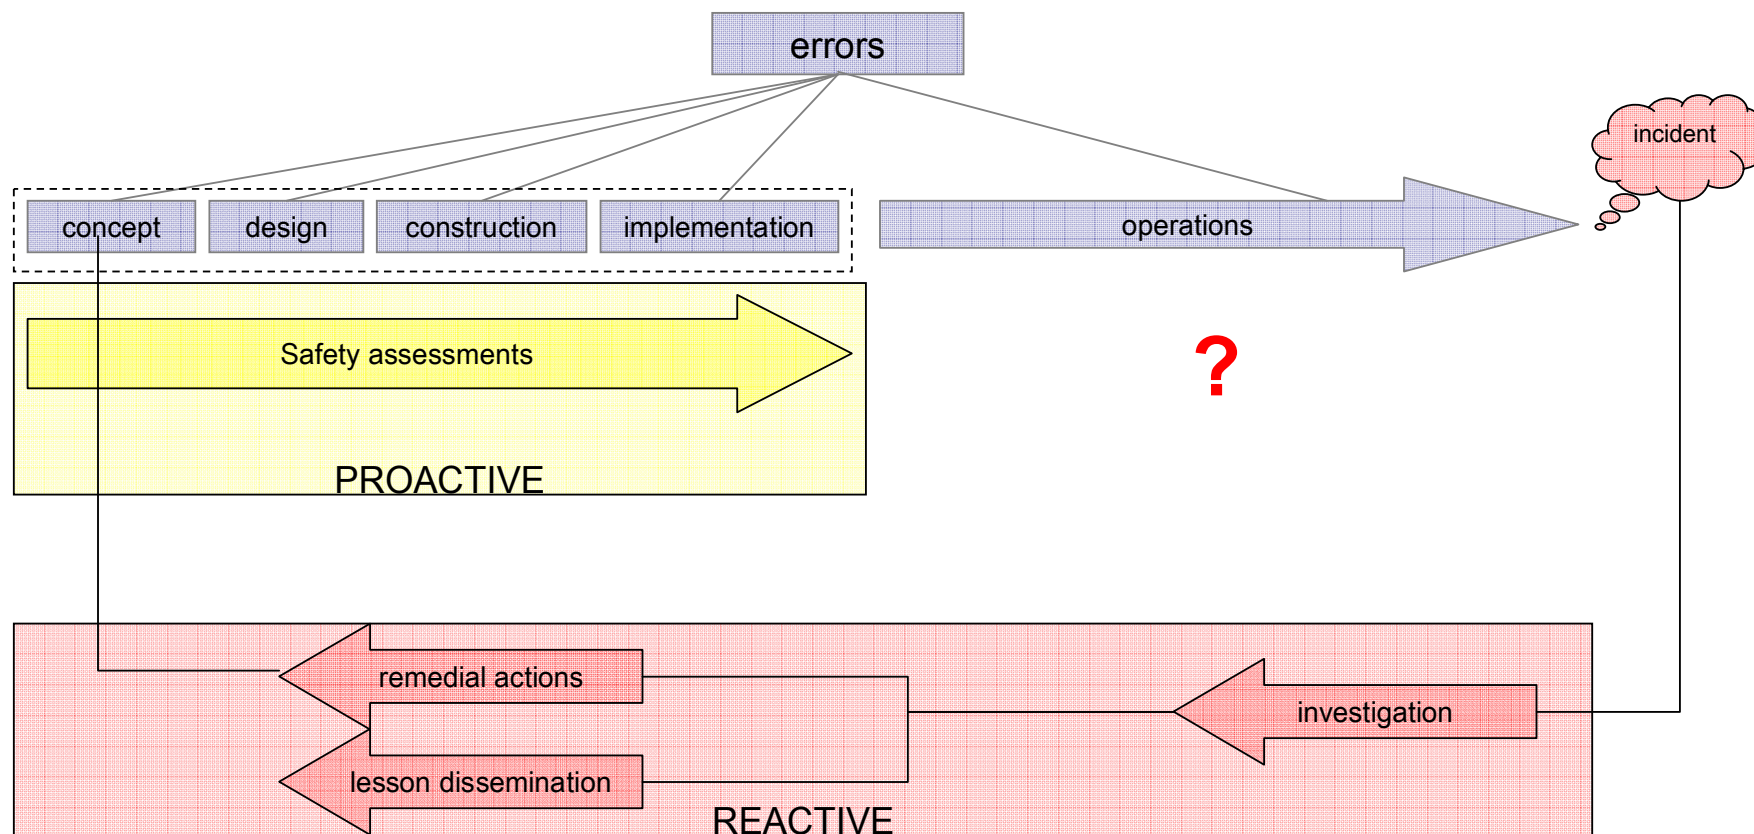 errors
incident
concept
design
construction
implementation
operations
Safety assessments
?
PROACTIVE
remedial actions
investigation
lesson dissemination
REACTIVE